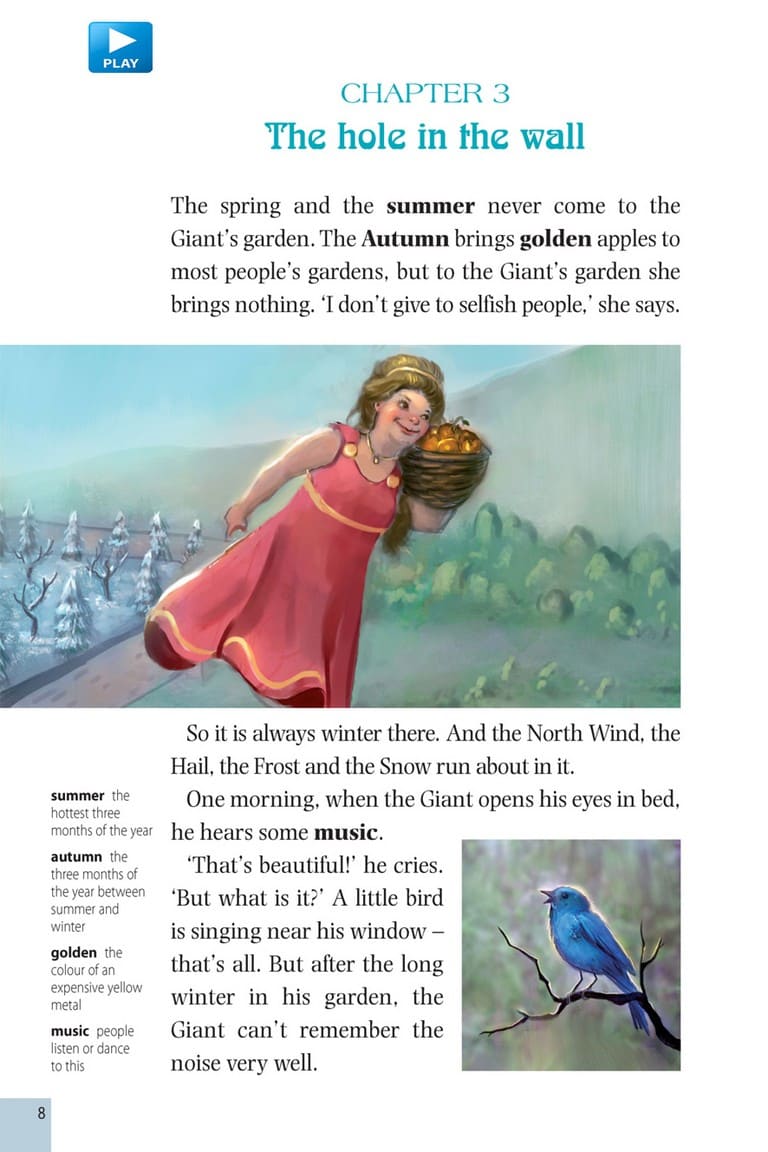 PLAY
CHAPTER 3
The hole in the wall
The spring and the summer never come to the
Giant’s garden. The Autumn brings golden apples to
most people’s gardens, but to the Giant’s garden she
brings nothing. ‘I don’t give to selfish people,’ she says.
So it is always winter there. And the North Wind, the
Hail, the Frost and the Snow run about in it.
One morning, when the Giant opens his eyes in bed,
he hears some music.
‘That’s beautiful!’ he cries.
‘But what is it?’ A little bird
is singing near his window –
that’s all. But after the long
winter in his garden, the
Giant can’t remember the
noise very well.
summer the
hottest three
months of the year
autumn the
three months of
the year between
summer and
winter
golden the
colour of an
expensive yellow
metal
music people
listen or dance
to this
8